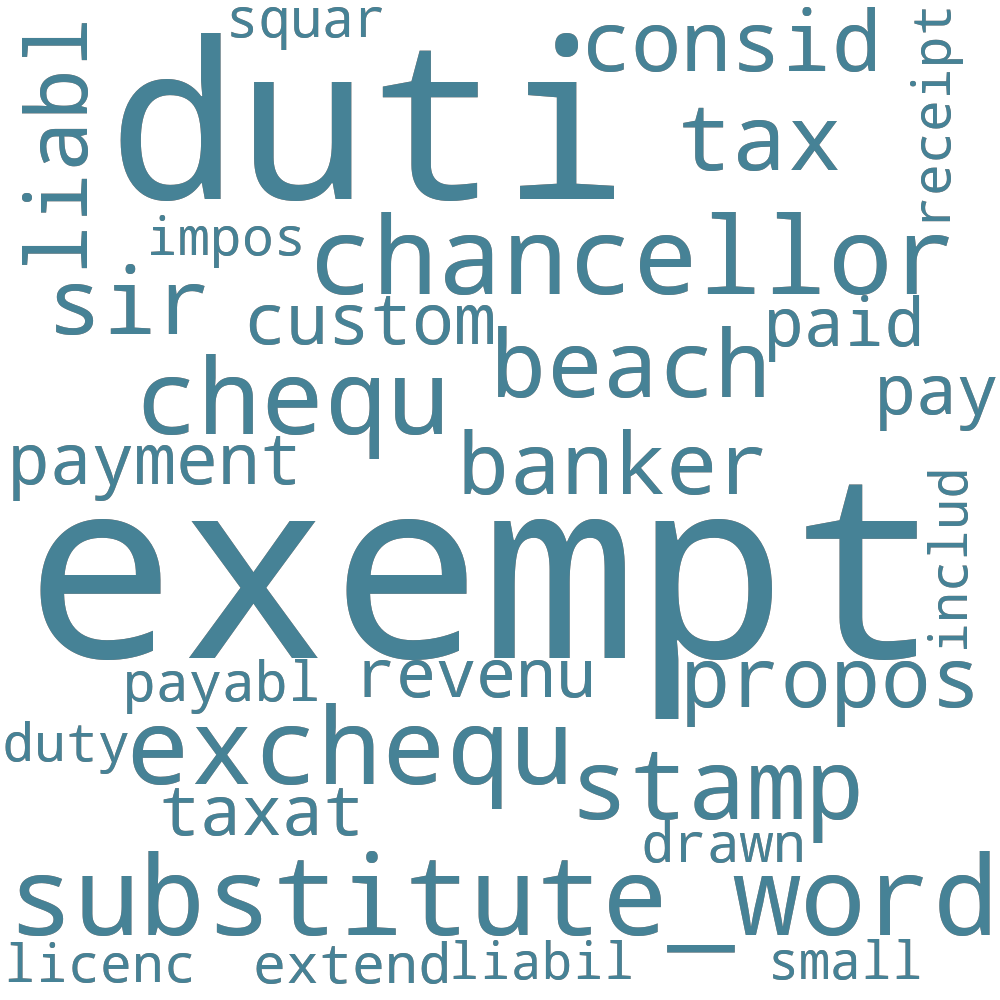 squar
consid
receipt
liabl
duti
tax
impos
chancellor
sir
custom
paid
beach
chequ
pay
payment
banker
includ
exempt
payabl
revenu
propos
duty
exchequ
stamp
taxat
drawn
substitute_word
licenc
extend
liabil
small